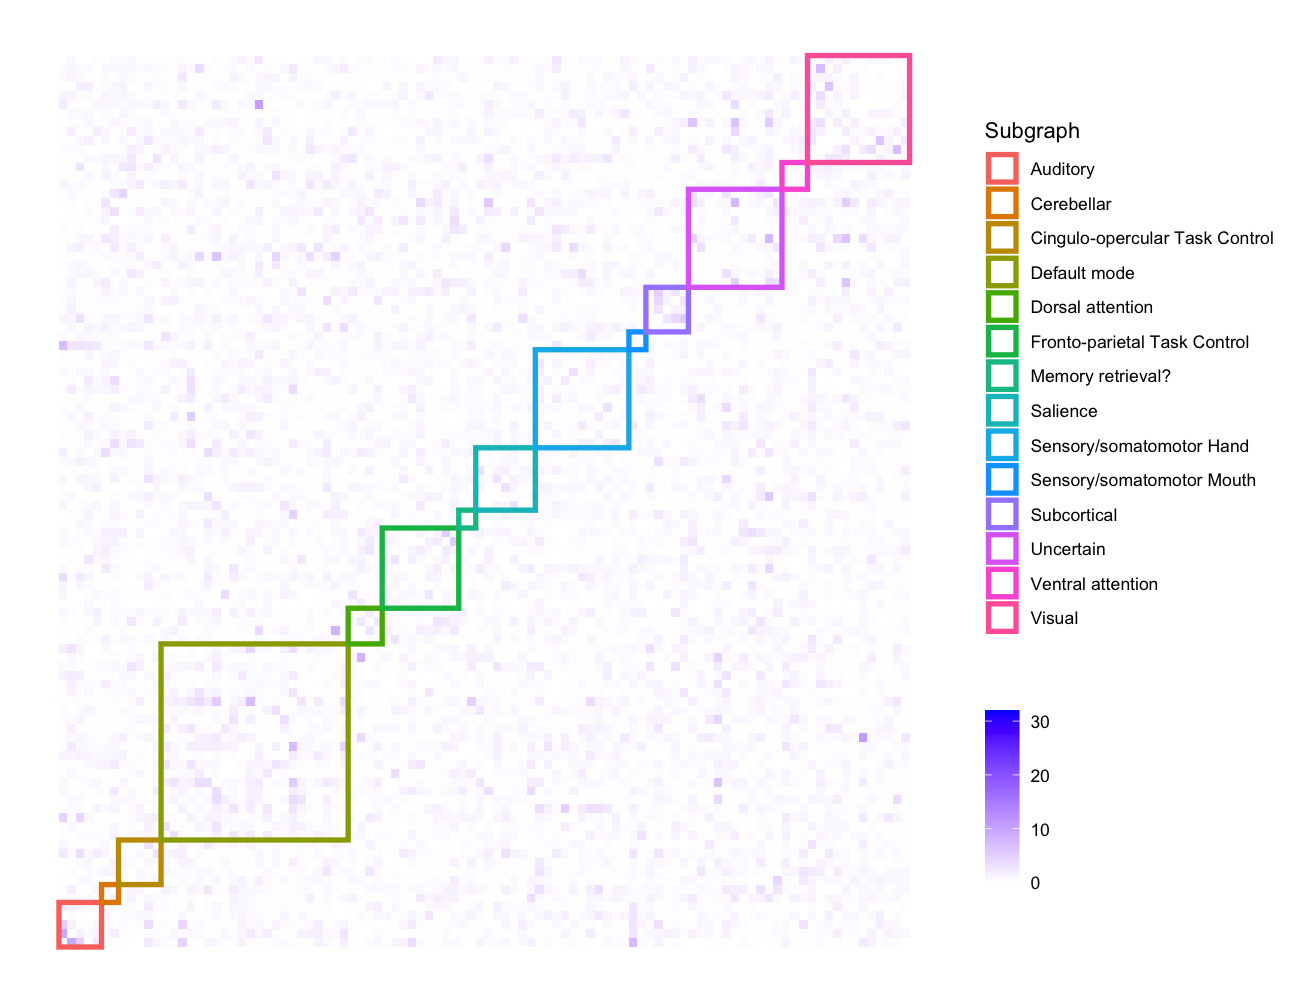 Subgraph
Auditory
Cerebellar
Cingulo-opercular Task Control
Default mode
Dorsal attention
Fronto-parietal Task Control
Memory retrieval?
Salience
Sensory/somatomotor Hand
Sensory/somatomotor Mouth
Subcortical
Uncertain
Ventral attention
Visual
30
20
10
0